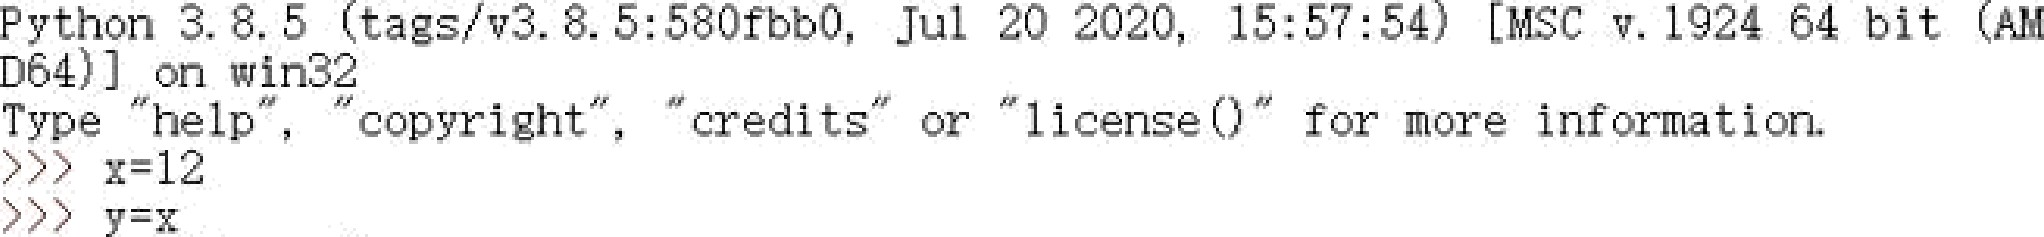 Python 3.8.5 (tags/v3.8.5:580fbb0, Jul 20 2020, 15:57:54) [MSC v.1924 64 bit (AM
D64)] on win32
Type "help", "copyright", "credits" or "license()" for more information.
>>> x=12
>>> y=x